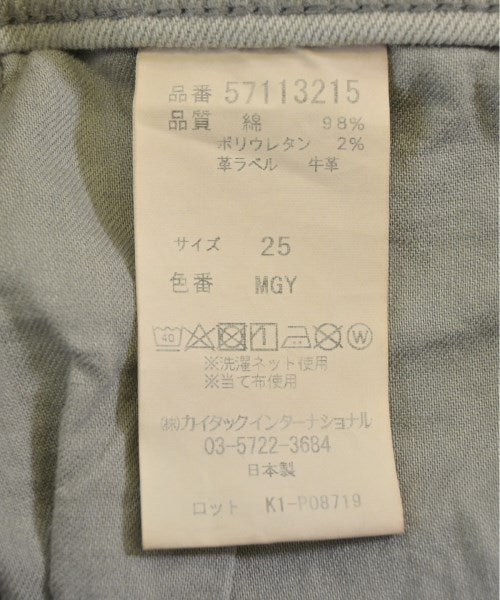 品番 57113215
品質 綿 98%
ポリウレタン 2%
革ラベル 牛革
サイズ 25
色番 MGY
40 W
※洗濯ネット使用
※当て布使用
㈱カイタックインターナショナル
03-5722-3684
日本製
ロット K1-P08719